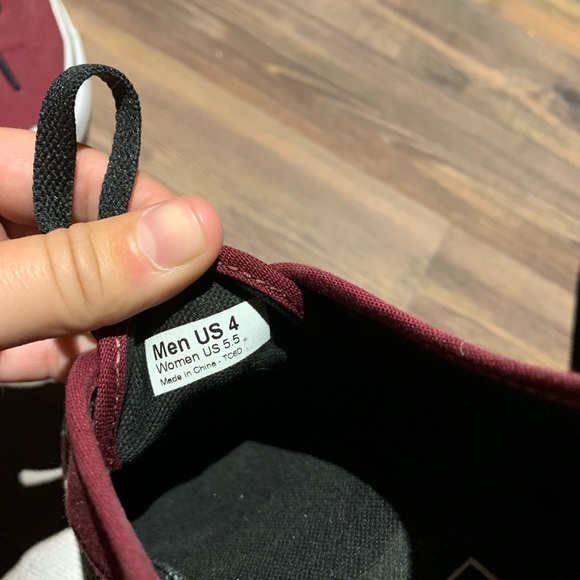 Men US 4
Women US 5.5
Made in China - TC6D